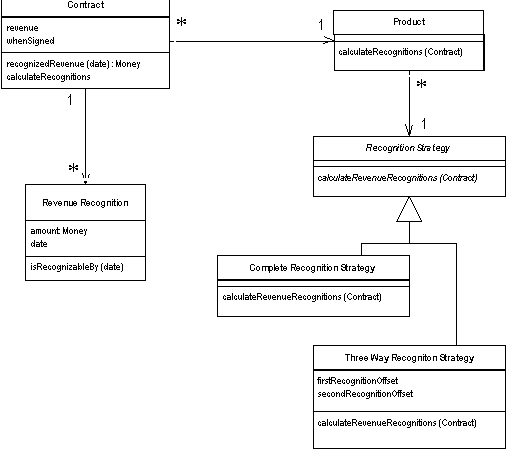 Contract
revenue
whenSigned
recognizedRevenue (date) : Money
calculateRecognitions
*
1
Product
calculateRecognitions (Contract)
1
*
*
1
Revenue Recognition
amount: Money
date
isRecognizableBy (date)
Recognition Strategy
calculateRevenueRecognitions (Contract)
Complete Recognition Strategy
calculateRevenueRecognitions (Contract)
Three Way Recogniton Strategy
firstRecognitionOffset
secondRecognitionOffset
calculateRevenueRecognitions (Contract)